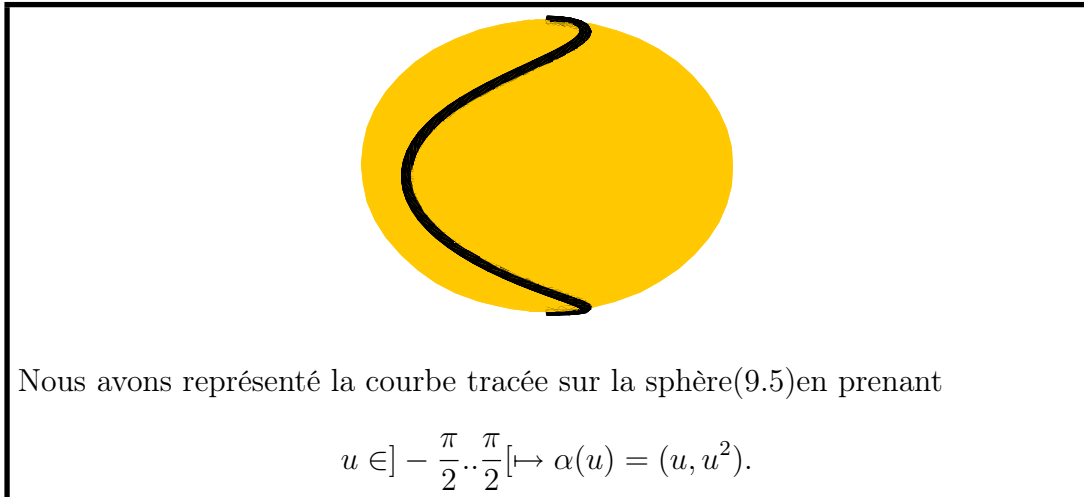 Nous avons représenté la courbe tracée sur la sphère(9.5)en prenant
u ∈] − π/2..π/2[↦ α(u) = (u, u²).